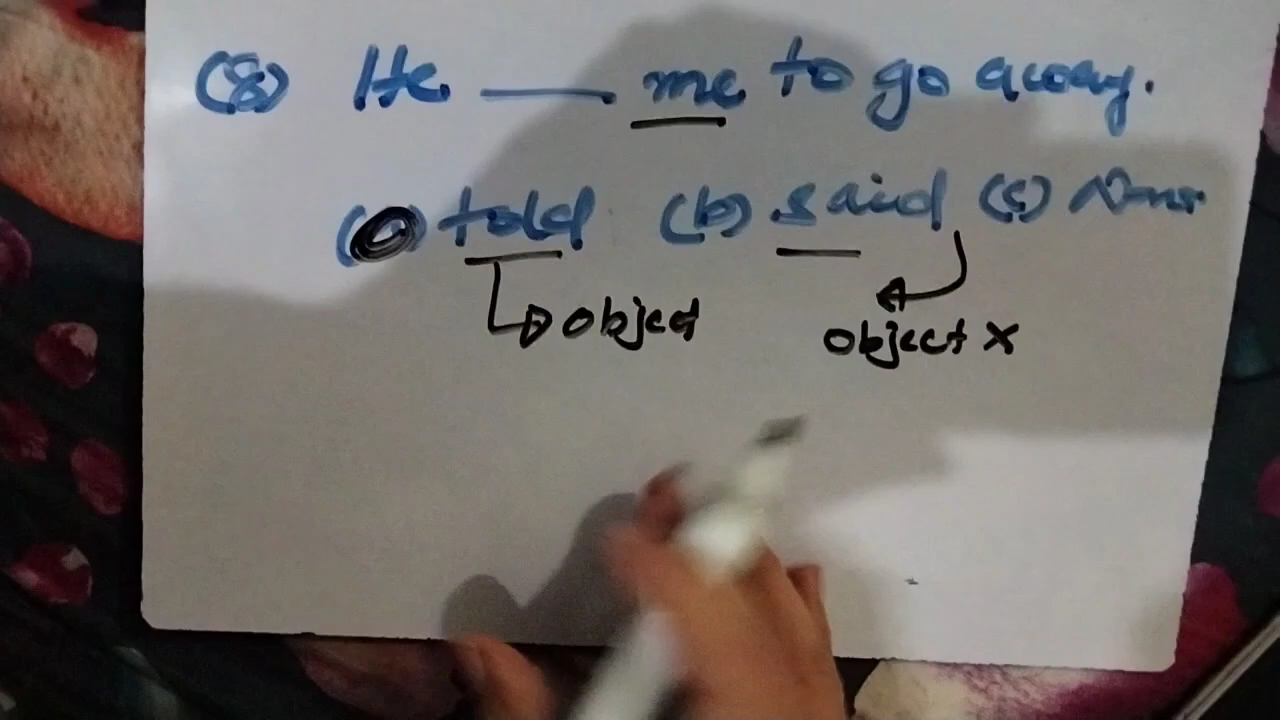 (8) He ____ me to go away.
(a) told (b) said (c) None
object
object x